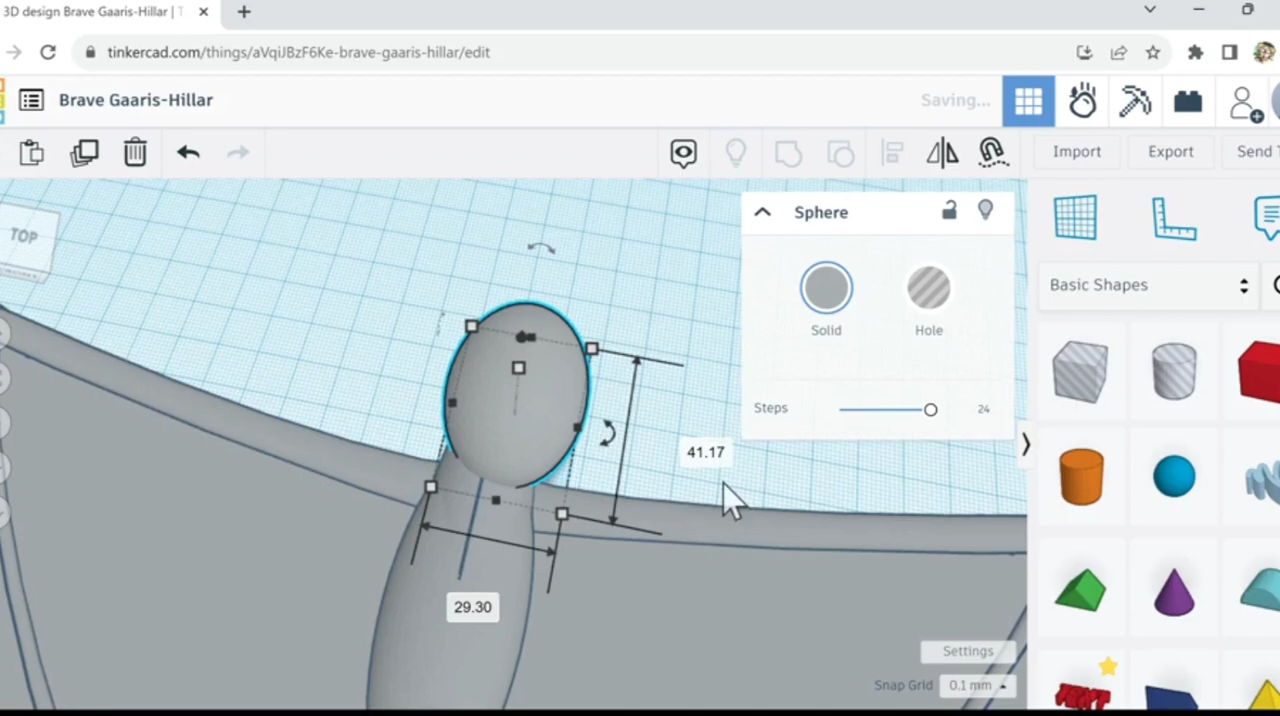 3D design Brave Gaaris-Hillar | T
tinkercad.com/things/aVqiJBzF6Ke-brave-gaaris-hillar/edit
Brave Gaaris-Hillar
Saving...
Import
Export
Send T
TOP
Sphere
Solid
Hole
Steps
24
Basic Shapes
41.17
29.30
TEXT
Settings
Snap Grid
0.1 mm